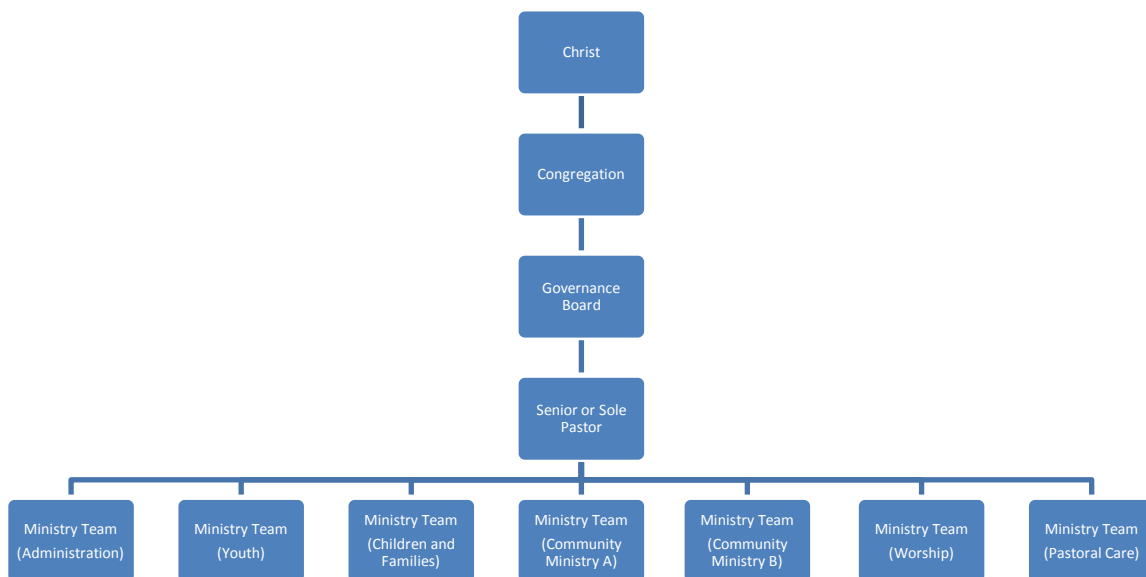 Christ
Congregation
Governance
Board
Senior or Sole
Pastor
Ministry Team
(Administration)
Ministry Team
(Youth)
Ministry Team
(Children and
Families)
Ministry Team
(Community
Ministry A)
Ministry Team
(Community
Ministry B)
Ministry Team
(Worship)
Ministry Team
(Pastoral Care)